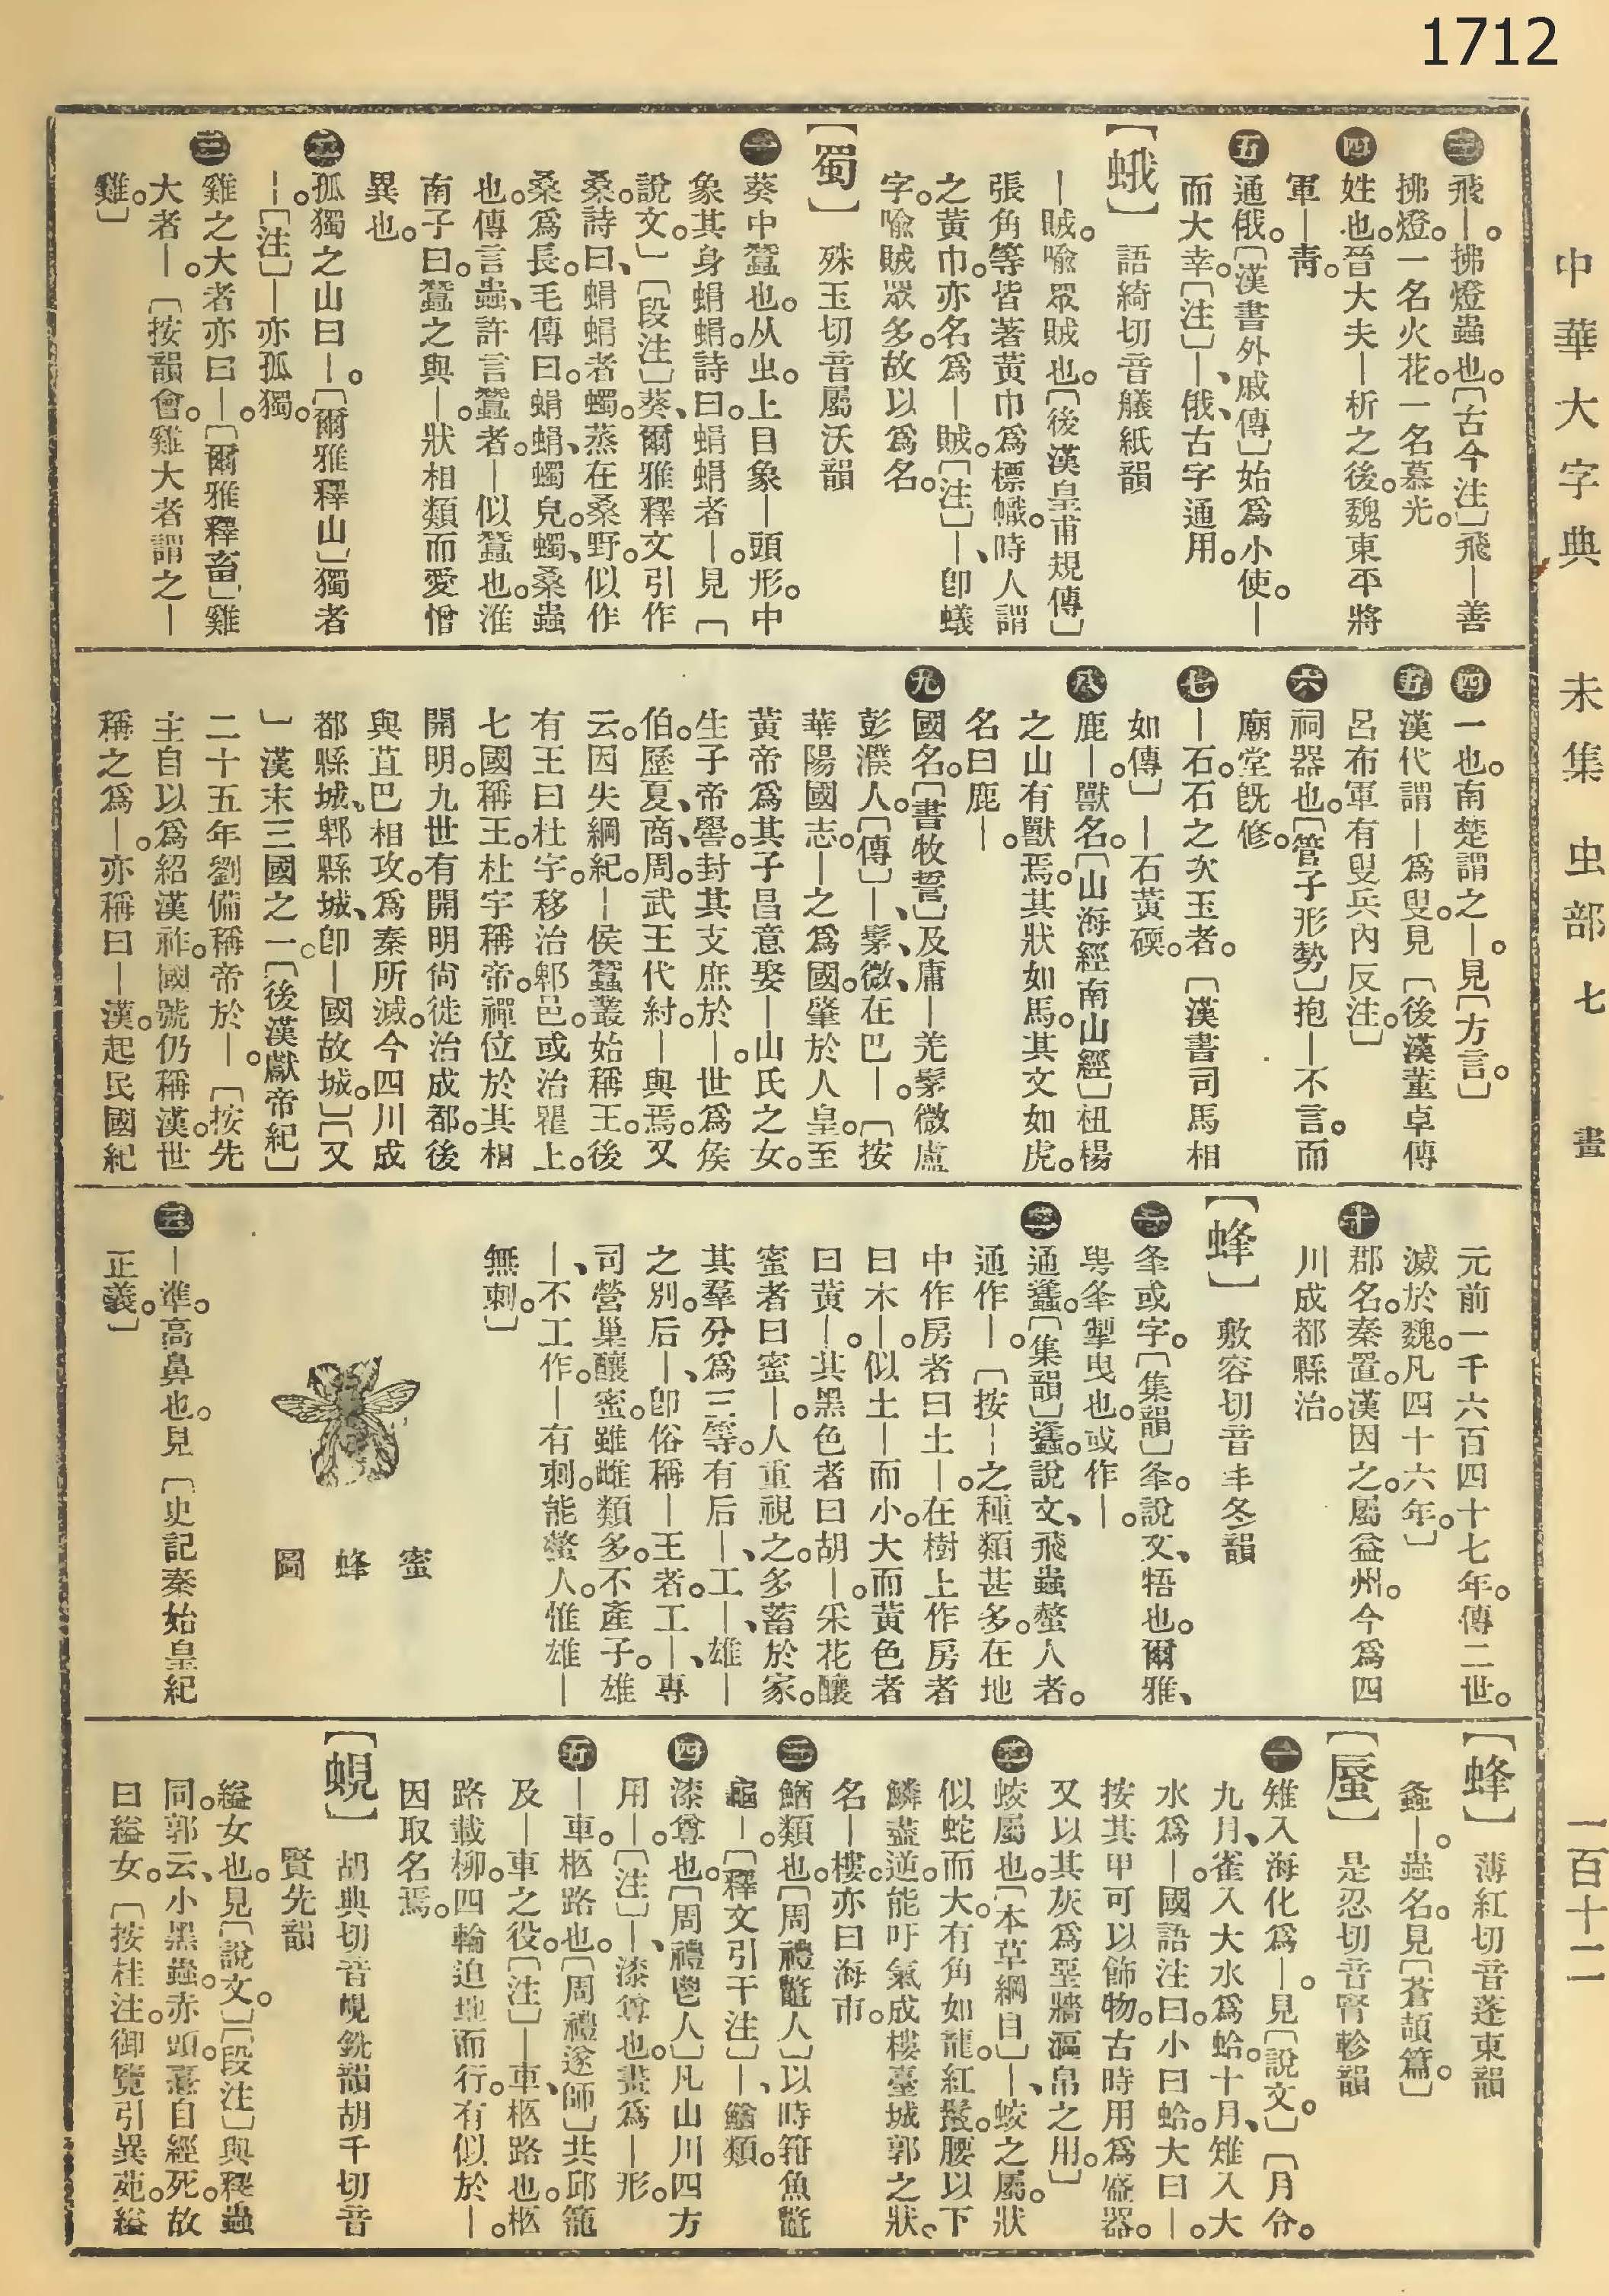 1712
中華大字典　未集　虫部　七　畫　一百十二
㊂飛—。拂燈蟲也。〔古今注〕飛—善
拂燈。一名火花。一名慕光。
㊃姓也。晉大夫—析之後。魏東平將
軍—靑。
㊄通俄。〔漢書外戚傳〕始爲小使。—
而大幸。〔注〕—、俄、古字通用。
【蛾】　語綺切音艤紙韻
—賊。喩眾賊也。〔後漢皇甫規傳〕
張角等皆著黃巾爲標幟。時人謂
之黃巾。亦名爲—賊。〔注〕—、卽蟻
字。喩賊眾多。故以爲名。
【蜀】　殊玉切音屬沃韻
㊀葵中蠶也。从虫。上目象—頭形。中
象其身蜎蜎。詩曰。蜎蜎者—。見〔
說文。〕〔段注〕葵、爾雅釋文引作
桑。詩曰、蜎蜎者蠋。蒸在桑野。似作
桑爲長。毛傳曰。蜎蜎、蠋皃。蠋、桑蟲
也。傳言蟲、許言蠶者。—似蠶也。淮
南子曰。蠶之與—。狀相類而愛憎
異也。
㊁孤獨之山曰—。〔爾雅釋山〕獨者
—。〔注〕—亦孤獨。
㊂雞之大者亦曰—。〔爾雅釋畜〕雞
大者—。〔按韻會。雞大者謂之—
雞。〕
㊃一也。南楚謂之—。見〔方言。〕
㊄漢代謂—爲叟。見〔後漢董卓傳
呂布軍有叟兵內反注。〕
㊅祠器也。〔管子形勢〕抱—不言。而
廟堂旣修。
㊆—石。石之次玉者。〔漢書司馬相
如傳〕—石黃碝。
㊇鹿—。獸名。〔山海經南山經〕杻楊
之山有獸焉。其狀如馬。其文如虎。
名曰鹿—。
㊈國名。〔書牧誓〕及庸—羌髳微盧
彭濮人。〔傳〕—、髳、微、在巴—。〔按
華陽國志。—之爲國。肇於人皇。至
黃帝爲其子昌意娶—山氏之女。
生子帝嚳。封其支庶於—。世爲侯
伯。歷夏、商、周。武王代紂。—與焉。又
云。因失綱紀。—侯蠶叢始稱王。後
有王曰杜宇。移治郫邑。或治瞿上。
七國稱王。杜宇稱帝。禪位於其相
開明。九世有開明尙。徙治成都。後
與苴巴相攻。爲秦所滅。今四川成
都縣城、郫縣城、卽—國故城。〕〔又
〕漢末三國之一。〔後漢獻帝紀〕
二十五年劉備稱帝於—。〔按先
主自以爲紹漢祚。國號仍稱漢。世
稱之爲—。亦稱曰—漢。起民國紀
元前一千六百四十七年。傳二世。
滅於魏。凡四十六年。〕
㊉郡名。秦置。漢因之。屬益州。今爲四
川成都縣治。
【蜂】　敷容切音丰冬韻
㊀夆或字。〔集韻〕夆。說文、牾也。爾雅、
甹夆掣曳也。或作—。
㊁通䗬。〔集韻〕䗬。說文、飛蟲螫人者。
通作—。〔按—之種類甚多。在地
中作房者曰土—。在樹上作房者
曰木—。似土—而小。大而黃色者
曰黃—。其黑色者曰胡—。采花釀
蜜者曰蜜—。人重視之。多蓄於家。
其羣分爲三等。有后—、工—、雄—
之別。后—、卽俗稱—王者。工—、專
司營巢釀蜜。雖雌類多。不產子。雄
—、不工作。—有刺。能螫人。惟雄—
無刺。〕
蜜蜂圖
㊂—準。高鼻也。見〔史記秦始皇紀
正義。〕
【蜂】　薄紅切音蓬東韻
螽—。蟲名。見〔蒼頡篇。〕
【蜃】　是忍切音腎軫韻
㊀雉入海化爲—。見〔說文。〕〔月令。
九月、雀入大水爲蛤。十月、雉入大
水爲—。國語注曰。小曰蛤。大曰—。
按其甲可以飾物。古時用爲盛器。
又以其灰爲堊牆漚帛之用。〕
㊁蛟屬也。〔本草綱目〕—、蛟之屬。狀
似蛇而大。有角如龍。紅鬣。腰以下
鱗盡逆。能吁氣成樓臺城郭之狀。
名—樓。亦曰海市。
㊂䱔類也。〔周禮鼈人〕以時簎魚鼈
龜—。〔釋文引干注〕—、䱔類。
㊃漆尊也。〔周禮鬯人〕凡山川四方
用—。〔注〕—、漆尊也。畫爲—形。
㊄—車。柩路也。〔周禮遂師〕共邱籠
及—車之役。〔注〕—車、柩路也。柩
路載柳。四輪迫地而行。有似於—。
因取名焉。
【蜆】　胡典切音峴銑韻胡千切音
賢先韻
縊女也。見〔說文。〕〔段注〕與釋蟲
同。郭云、小黑蟲。赤頭。憙自經死。故
曰縊女。〔按桂注。御覽引異苑。縊